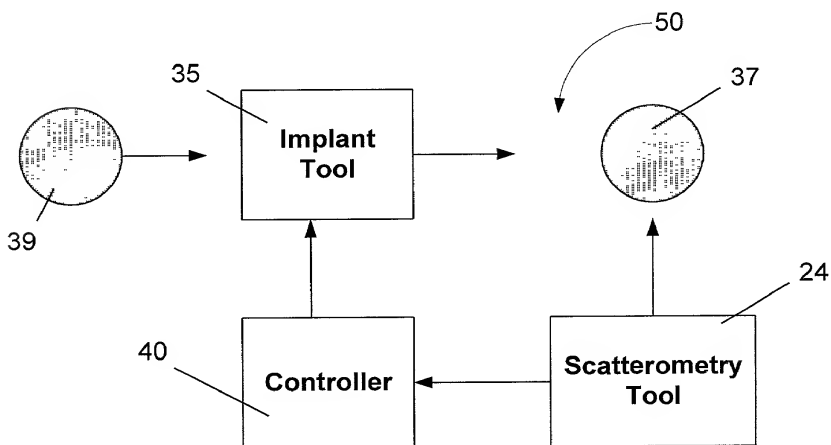 50
35
37
Implant
Tool
39
24
40
Controller
Scatterometry
Tool